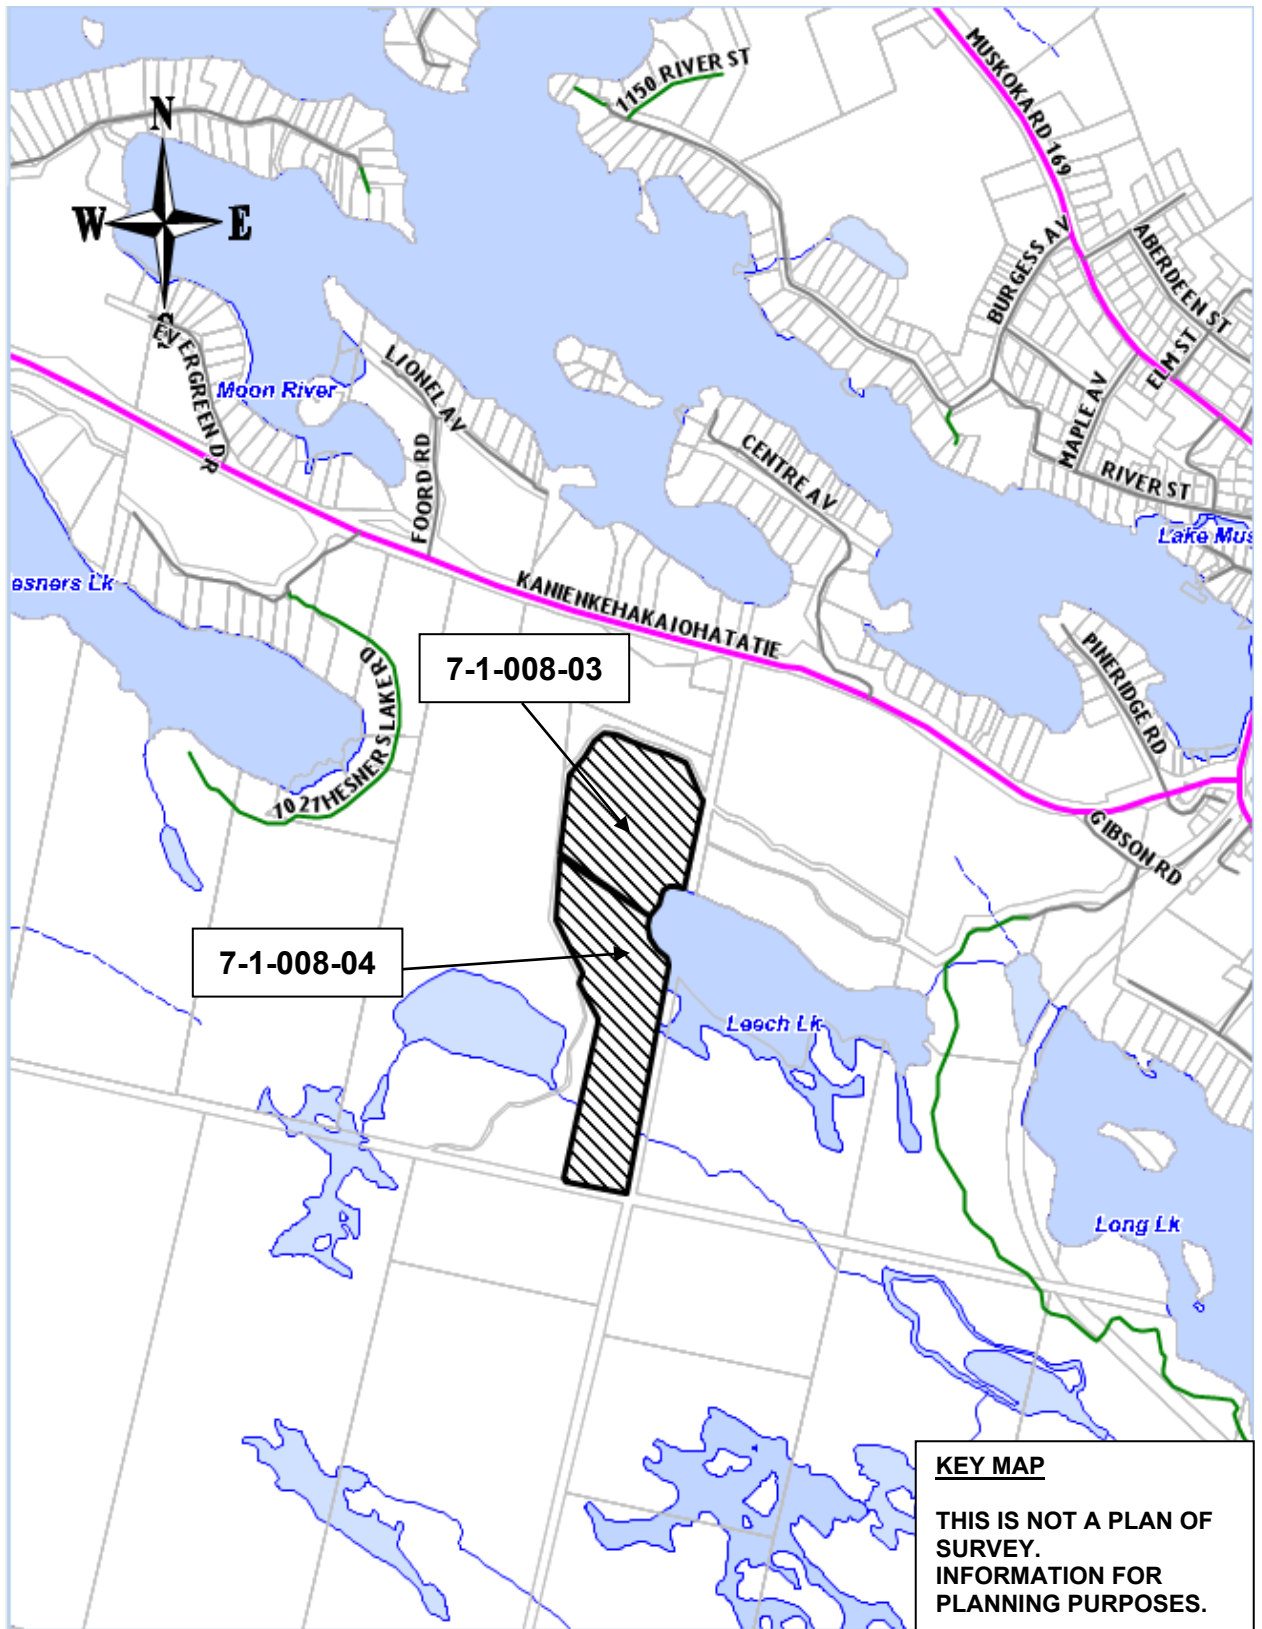 1150 RIVER ST
MUSKOKA RD 169
N
W
E
BURGESS AV
ABERDEEN ST
EVERGREEN DR
Moon River
LIONEL AV
ELM ST
FOORD RD
CENTRE AV
MAPLE AV
RIVER ST
Lake Mus
esners Lk
KANIENKEHAKA IOHATATIE
7-1-008-03
PINERIDGE RD
7027 HESNERS LAKE RD
GIBSON RD
7-1-008-04
Leech Lk
Long Lk
KEY MAP
THIS IS NOT A PLAN OF
SURVEY.
INFORMATION FOR
PLANNING PURPOSES.